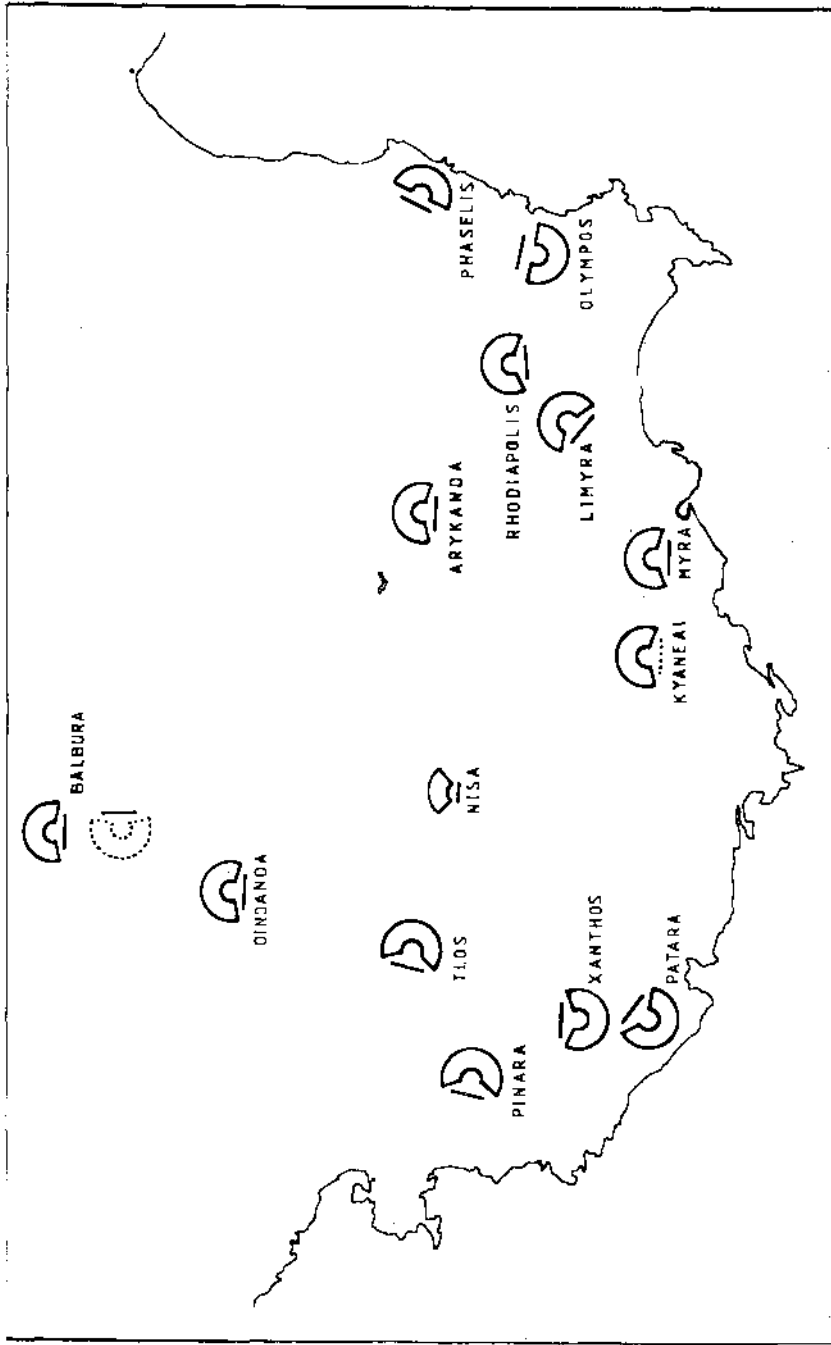 BALBURA
OINOANDA
TLOS
PINARA
XANTHOS
PATARA
NISA
KYANEAI
MYRA
ARYKANDA
RHODIAPOLIS
LIMYRA
PHASELIS
OLYMPOS